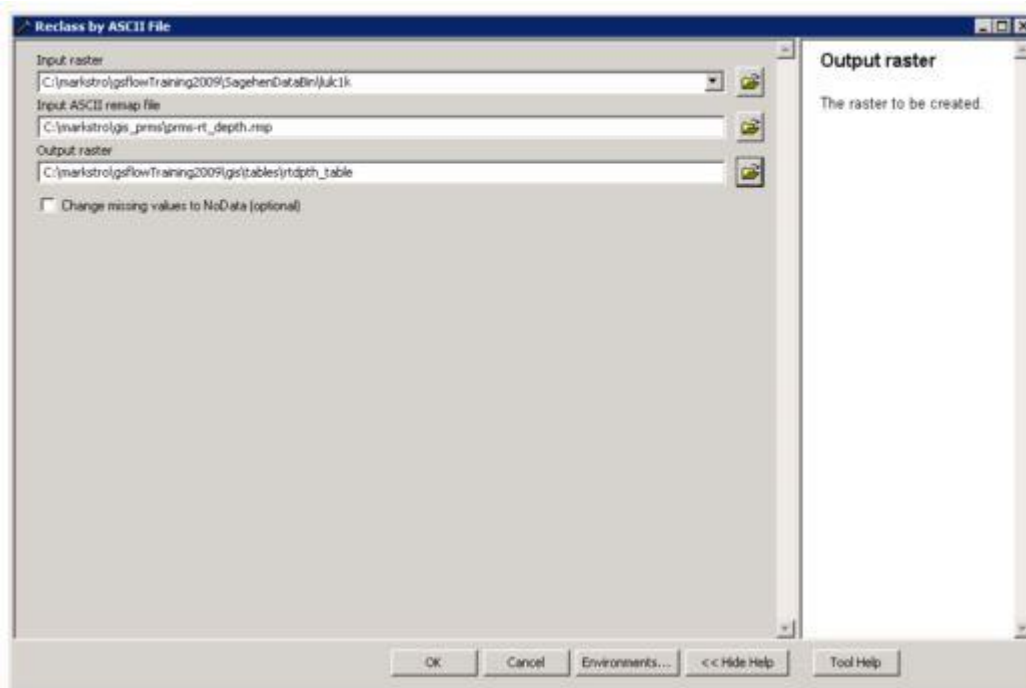 Reclass by ASCII File
Input raster
C:\markstro\gsflowTraining2009\SagehenDataBin\lulc1k
Input ASCII remap file
C:\markstro\gis_prms\prms-rt_depth.rmp
Output raster
C:\markstro\gsflowTraining2009\gis\tables\rtdpth_table
Change missing values to NoData (optional)
Output raster
The raster to be created.
OK
Cancel
Environments...
<< Hide Help
Tool Help